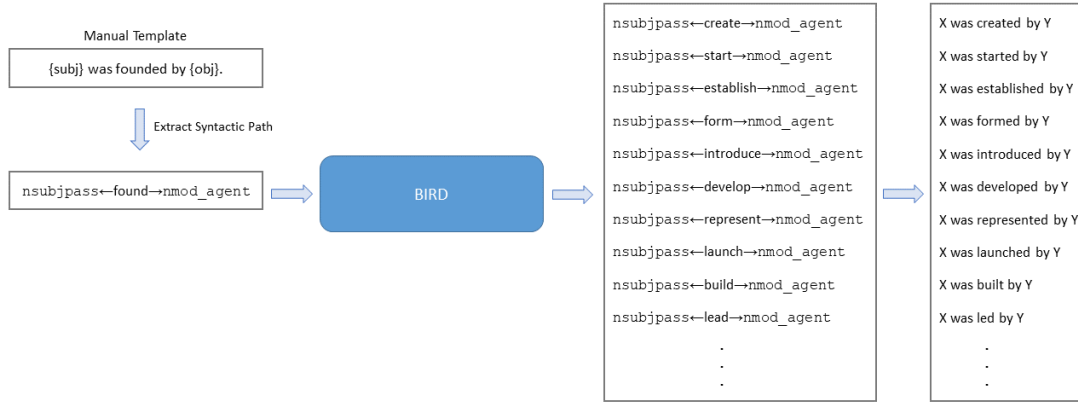 Manual Template
{subj} was founded by {obj}.
Extract Syntactic Path
nsubjpass←found→nmod_agent
BIRD
nsubjpass←create→nmod_agent
nsubjpass←start→nmod_agent
nsubjpass←establish→nmod_agent
nsubjpass←form→nmod_agent
nsubjpass←introduce→nmod_agent
nsubjpass←develop→nmod_agent
nsubjpass←represent→nmod_agent
nsubjpass←launch→nmod_agent
nsubjpass←build→nmod_agent
nsubjpass←lead→nmod_agent
.
.
.
X was created by Y
X was started by Y
X was established by Y
X was formed by Y
X was introduced by Y
X was developed by Y
X was represented by Y
X was launched by Y
X was built by Y
X was led by Y
.
.
.